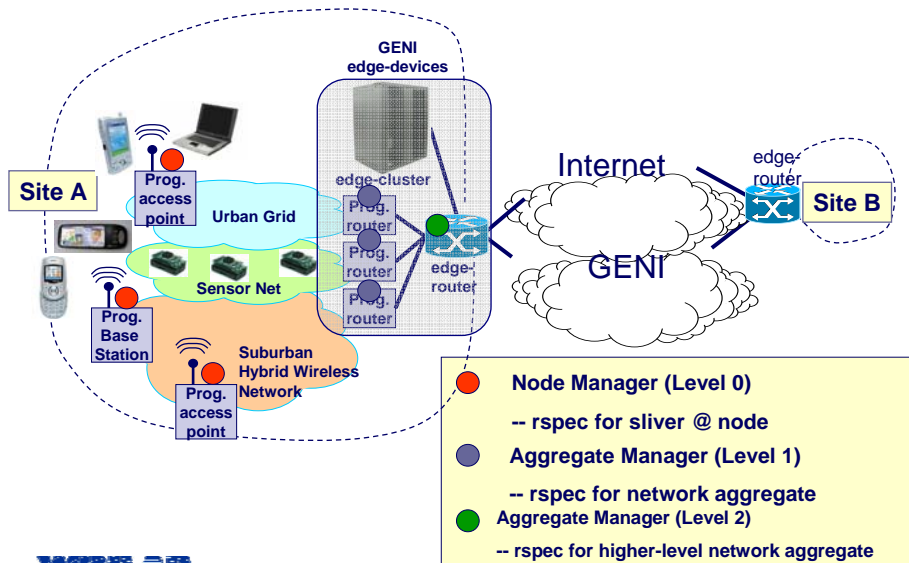 GENI
edge-devices
edge-cluster
Site A
Prog.
access
point
Urban Grid
Prog.
router
Prog.
router
Prog.
router
edge-
router
Sensor Net
Prog.
Base
Station
Suburban
Hybrid Wireless
Network
Prog.
access
point
Internet
GENI
edge-
router
Site B
Node Manager (Level 0)
-- rspec for sliver @ node
Aggregate Manager (Level 1)
-- rspec for network aggregate
Aggregate Manager (Level 2)
-- rspec for higher-level network aggregate